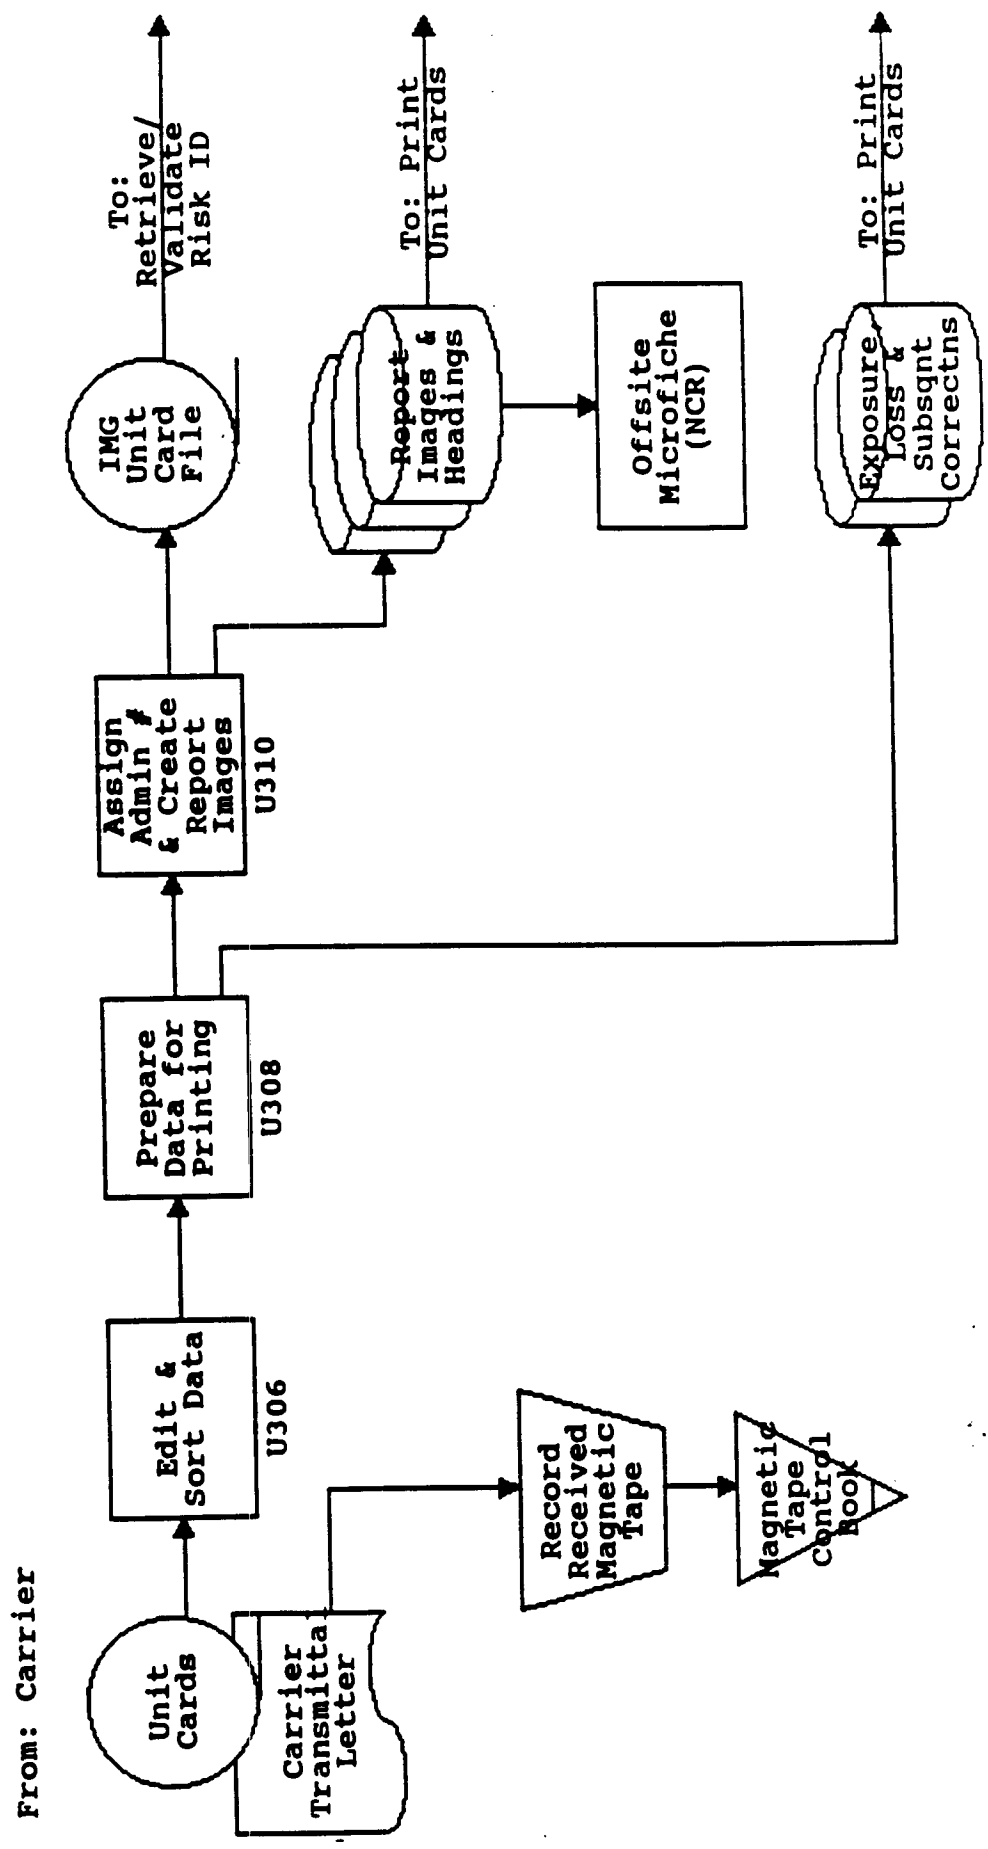 From: Carrier
Unit
Cards
Carrier
Transmittal
Letter
Edit &
Sort Data
U306
Record
Received
Magnetic
Tape
Magnetic
Tape
Control
Book
Prepare
Data for
Printing
U308
Assign
Admin #
& Create
Report
Images
U310
IMG
Unit
Card
File
To:
Retrieve/
Validate
Risk ID
Report
Images &
Headings
To: Print
Unit Cards
Offsite
Microfiche
(NCR)
Exposure,
Loss &
Subsqnt
Correctns
To: Print
Unit Cards